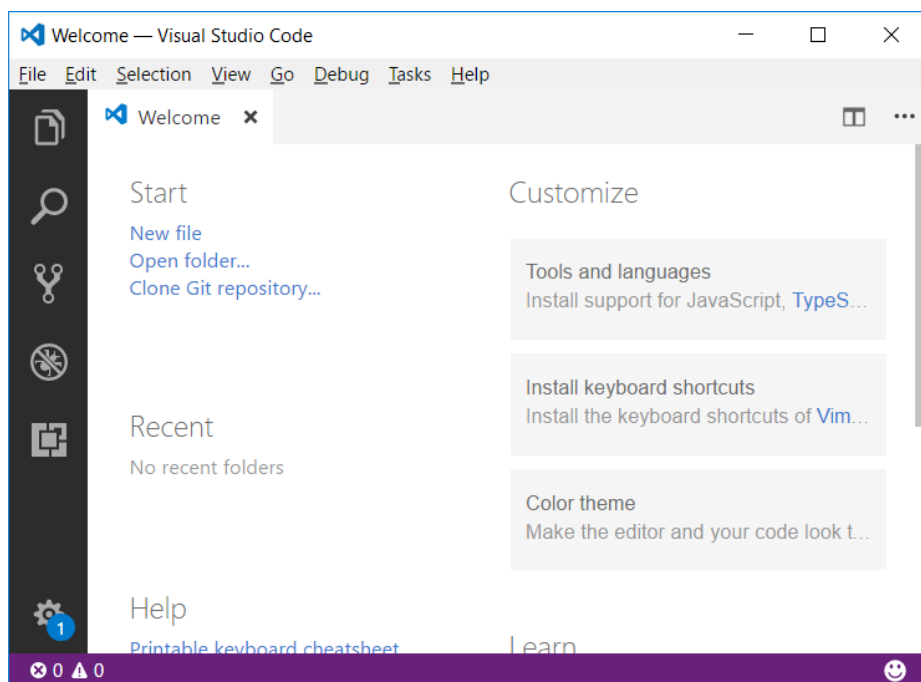 Welcome — Visual Studio Code
File Edit Selection View Go Debug Tasks Help
Welcome
Start
New file
Open folder...
Clone Git repository...
Recent
No recent folders
Help
Printable keyboard cheatsheet
Customize
Tools and languages
Install support for JavaScript, TypeS...
Install keyboard shortcuts
Install the keyboard shortcuts of Vim...
Color theme
Make the editor and your code look t...
Learn
1
0 0